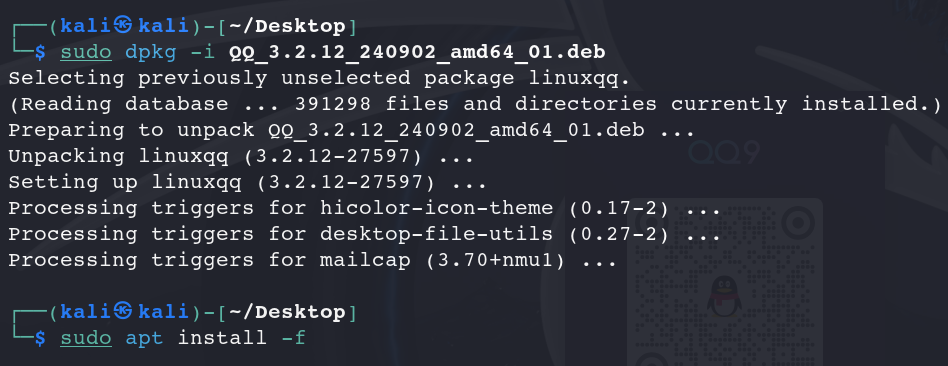 ┌──(kali㉿kali)-[~/Desktop]
└─$ sudo dpkg -i QQ_3.2.12_240902_amd64_01.deb
Selecting previously unselected package linuxqq.
(Reading database ... 391298 files and directories currently installed.)
Preparing to unpack QQ_3.2.12_240902_amd64_01.deb ...
Unpacking linuxqq (3.2.12-27597) ...
Setting up linuxqq (3.2.12-27597) ...
Processing triggers for hicolor-icon-theme (0.17-2) ...
Processing triggers for desktop-file-utils (0.27-2) ...
Processing triggers for mailcap (3.70+nmu1) ...
┌──(kali㉿kali)-[~/Desktop]
└─$ sudo apt install -f
QQ9